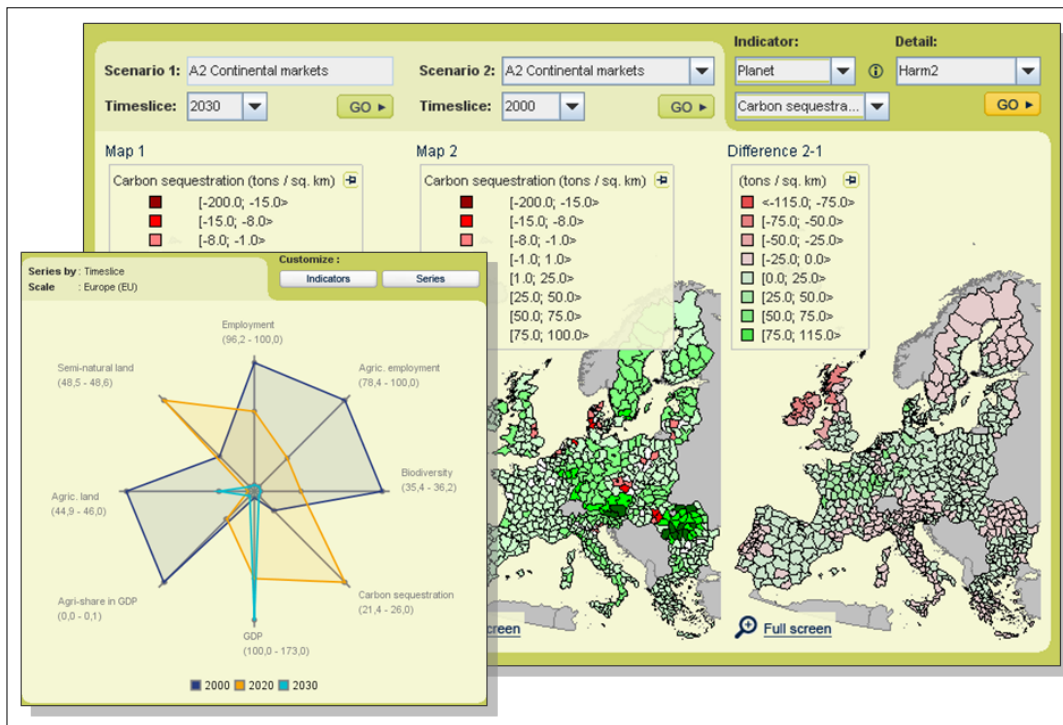 Indicator: Detail:
Scenario 1: A2 Continental markets Scenario 2: A2 Continental markets Planet Harm2
Timeslice: 2030 GO Timeslice: 2000 GO Carbon sequestra... GO
Map 1 Map 2 Difference 2-1
Carbon sequestration (tons / sq. km)
[-200.0; -15.0>
[-15.0; -8.0>
[-8.0; -1.0>
Carbon sequestration (tons / sq. km)
[-200.0; -15.0>
[-15.0; -8.0>
[-8.0; -1.0>
[-1.0; 1.0>
[1.0; 25.0>
[25.0; 50.0>
[50.0; 75.0>
[75.0; 100.0>
(tons / sq. km)
<-115.0; -75.0>
[-75.0; -50.0>
[-50.0; -25.0>
[-25.0; 0.0>
[0.0; 25.0>
[25.0; 50.0>
[50.0; 75.0>
[75.0; 115.0>
screen
Full screen
Series by : Timeslice
Scale : Europe (EU)
Customize :
Indicators Series
Employment
(96,2 - 100,0)
Semi-natural land
(48,5 - 48,6)
Agric. employment
(78,4 - 100,0)
Agric. land
(44,9 - 46,0)
Biodiversity
(35,4 - 36,2)
Agri-share in GDP
(0,0 - 0,1)
Carbon sequestration
(21,4 - 26,0)
GDP
(100,0 - 173,0)
2000 2020 2030